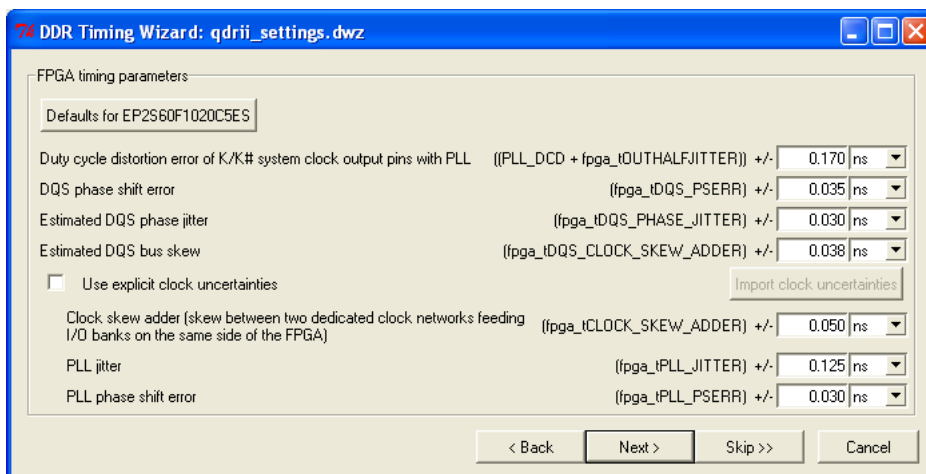 DDR Timing Wizard: qdrii_settings.dwz
FPGA timing parameters
Defaults for EP2S60F1020C5ES
Duty cycle distortion error of K/K# system clock output pins with PLL ((PLL_DCD + fpga_tOUTHALFJITTER)) +/- 0.170 ns
DQS phase shift error (fpga_tDQS_PSERR) +/- 0.035 ns
Estimated DQS phase jitter (fpga_tDQS_PHASE_JITTER) +/- 0.030 ns
Estimated DQS bus skew (fpga_tDQS_CLOCK_SKEW_ADDER) +/- 0.038 ns
Use explicit clock uncertainties Import clock uncertainties
Clock skew adder (skew between two dedicated clock networks feeding
I/O banks on the same side of the FPGA) (fpga_tCLOCK_SKEW_ADDER) +/- 0.050 ns
PLL jitter (fpga_tPLL_JITTER) +/- 0.125 ns
PLL phase shift error (fpga_tPLL_PSERR) +/- 0.030 ns
< Back Next > Skip >> Cancel